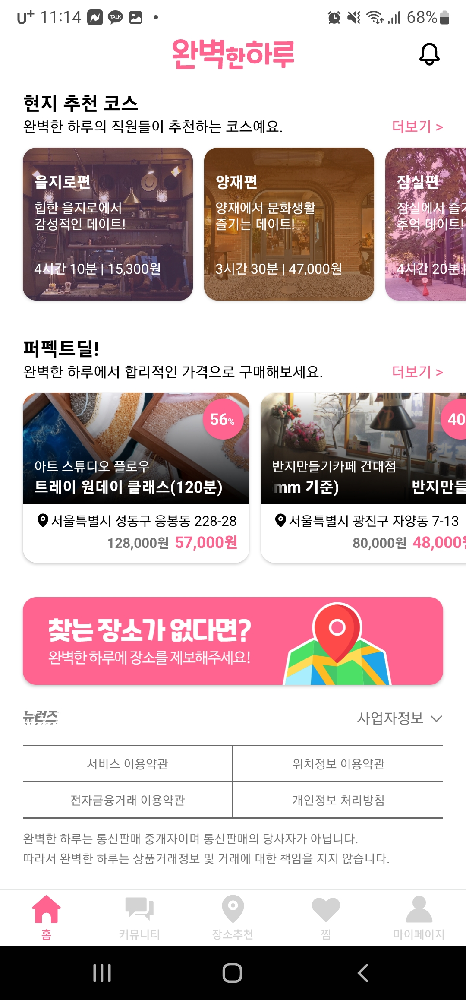 U+ 11:14 TALK 68%
완벽한하루
현지 추천 코스
완벽한 하루의 직원들이 추천하는 코스예요.
더보기 >
을지로편
힙한 을지로에서
감성적인 데이트!
4시간 10분 | 15,300원
양재편
양재에서 문화생활
즐기는 데이트!
3시간 30분 | 47,000원
잠실편
잠실에서
추억 데이트!
4시간 20분
퍼펙트딜!
완벽한 하루에서 합리적인 가격으로 구매해보세요.
더보기 >
56%
아트 스튜디오 플로우
트레이 원데이 클래스(120분)
서울특별시 성동구 응봉동 228-28
128,000원 57,000원
40
반지만들기카페 건대점
mm 기준) 반지만들
서울특별시 광진구 자양동 7-13
80,000원 48,000원
찾는 장소가 없다면?
완벽한 하루에 장소를 제보해주세요!
뉴런즈
NEWRUNS
사업자정보
서비스 이용약관
위치정보 이용약관
전자금융거래 이용약관
개인정보 처리방침
완벽한 하루는 통신판매 중개자이며 통신판매의 당사자가 아닙니다.
따라서 완벽한 하루는 상품거래정보 및 거래에 대한 책임을 지지 않습니다.
홈
커뮤니티
장소추천
찜
마이페이지